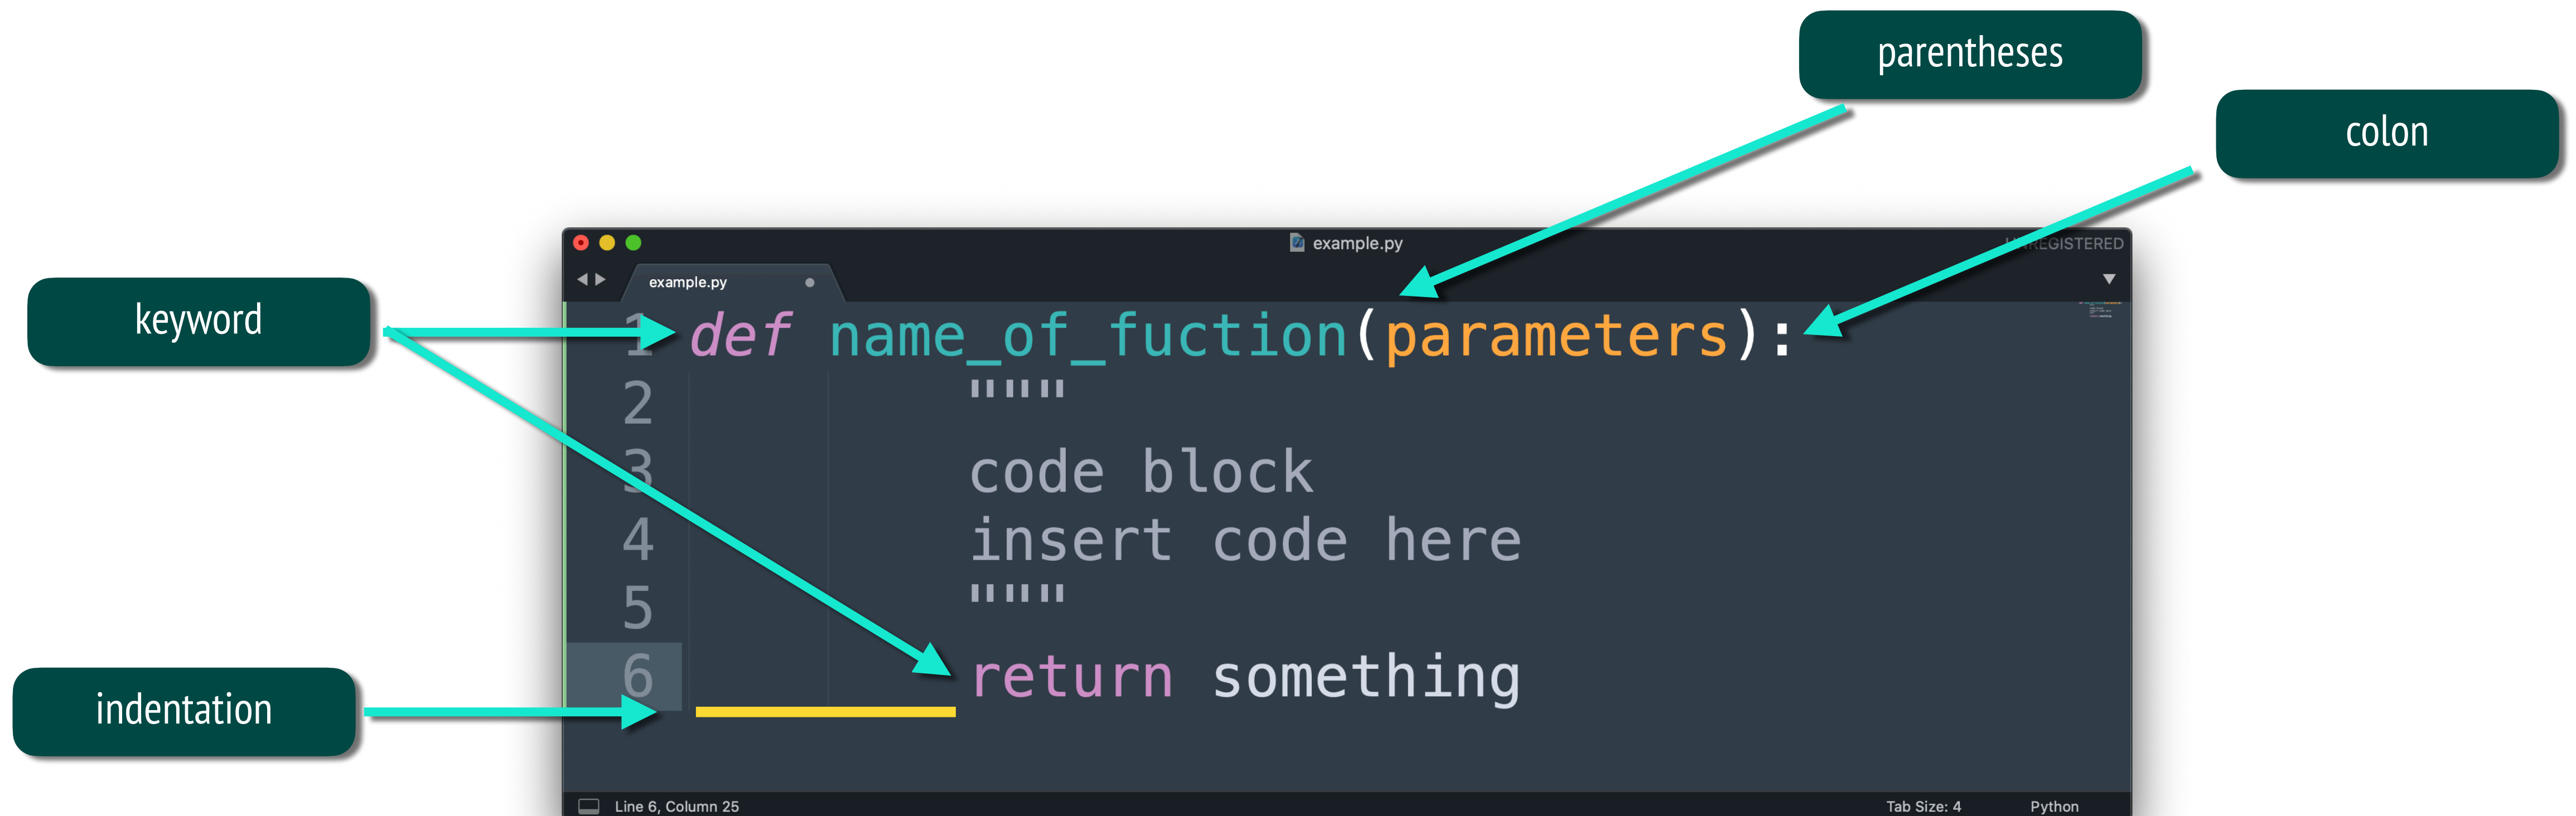 parentheses
colon
example.py
UNREGISTERED
example.py
keyword
1 def name_of_fuction(parameters):
2 """
3 code block
4 insert code here
5 """
6 return something
indentation
Line 6, Column 25
Tab Size: 4
Python